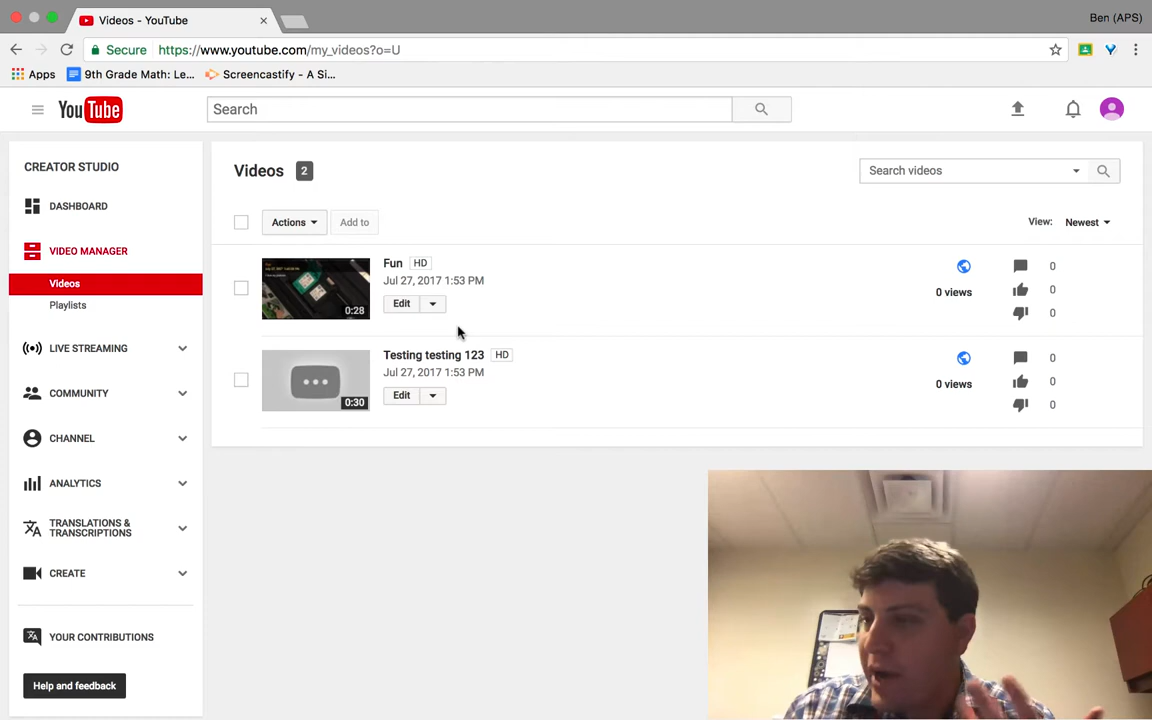 Videos - YouTube
Ben (APS)
Secure https://www.youtube.com/my_videos?o=U
Apps 9th Grade Math: Le... Screencastify - A Si...
YouTube
Search
CREATOR STUDIO
DASHBOARD
VIDEO MANAGER
Videos
Playlists
LIVE STREAMING
COMMUNITY
CHANNEL
ANALYTICS
TRANSLATIONS &
TRANSCRIPTIONS
CREATE
YOUR CONTRIBUTIONS
Help and feedback
Videos 2
Search videos
Actions Add to
View: Newest
0:28
Fun HD
Jul 27, 2017 1:53 PM
Edit
0 views
0
0
0
0:30
Testing testing 123 HD
Jul 27, 2017 1:53 PM
Edit
0 views
0
0
0